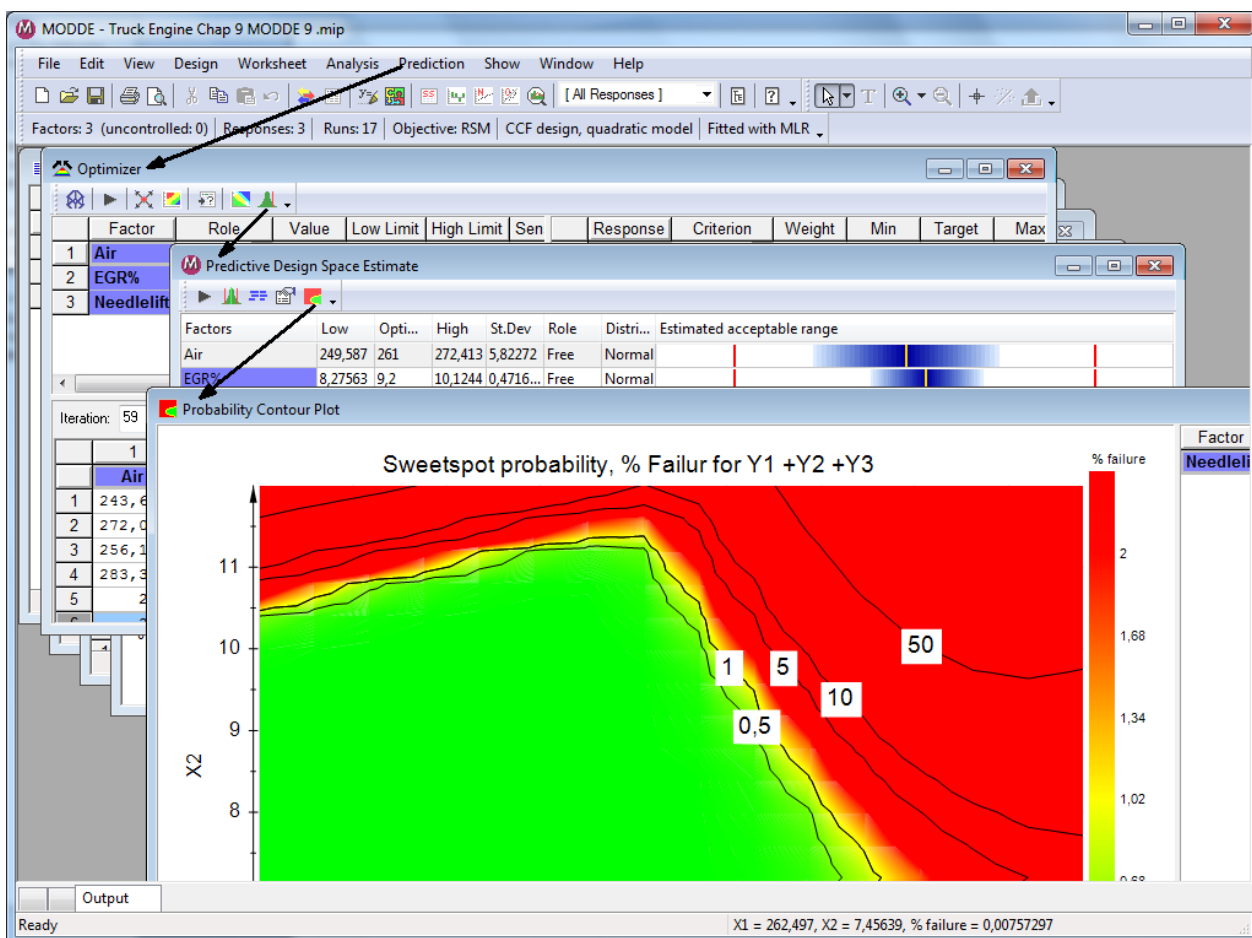 MODDE - Truck Engine Chap 9 MODDE 9 .mip
File Edit View Design Worksheet Analysis Prediction Show Window Help
[ All Responses ]
Factors: 3 (uncontrolled: 0) Responses: 3 Runs: 17 Objective: RSM CCF design, quadratic model Fitted with MLR
Optimizer
Factor Role Value Low Limit High Limit Sen Response Criterion Weight Min Target Max
1 Air
2 EGR%
3 Needlelift
Predictive Design Space Estimate
Factors Low Opti... High St.Dev Role Distri... Estimated acceptable range
Air 249,587 261 272,413 5,82272 Free Normal
EGR% 8,27563 9,2 10,1244 0,4716... Free Normal
Iteration: 59
1
Air
1 243,6
2 272,0
3 256,1
4 283,3
5 2
Probability Contour Plot
Factor
Needleli
Sweetspot probability, % Failur for Y1 +Y2 +Y3
% failure
11
10
9
8
X2
50
1
5
10
0,5
2
1,68
1,34
1,02
0,68
Output
Ready
X1 = 262,497, X2 = 7,45639, % failure = 0,00757297